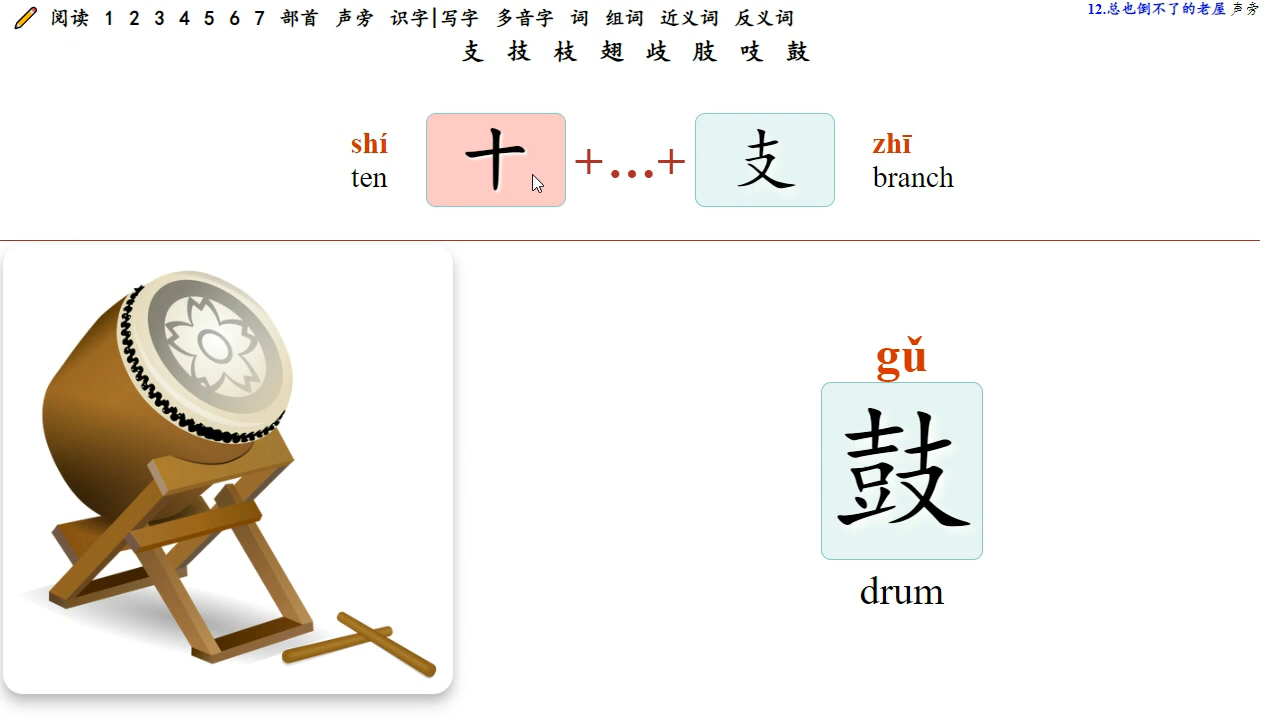 阅读 1 2 3 4 5 6 7 部首 声旁 识字|写字 多音字 词 组词 近义词 反义词
12.总也倒不了的老屋 声旁
支 技 枝 翅 歧 肢 吱 鼓
shí
ten
十
+...+
支
zhī
branch
gǔ
鼓
drum